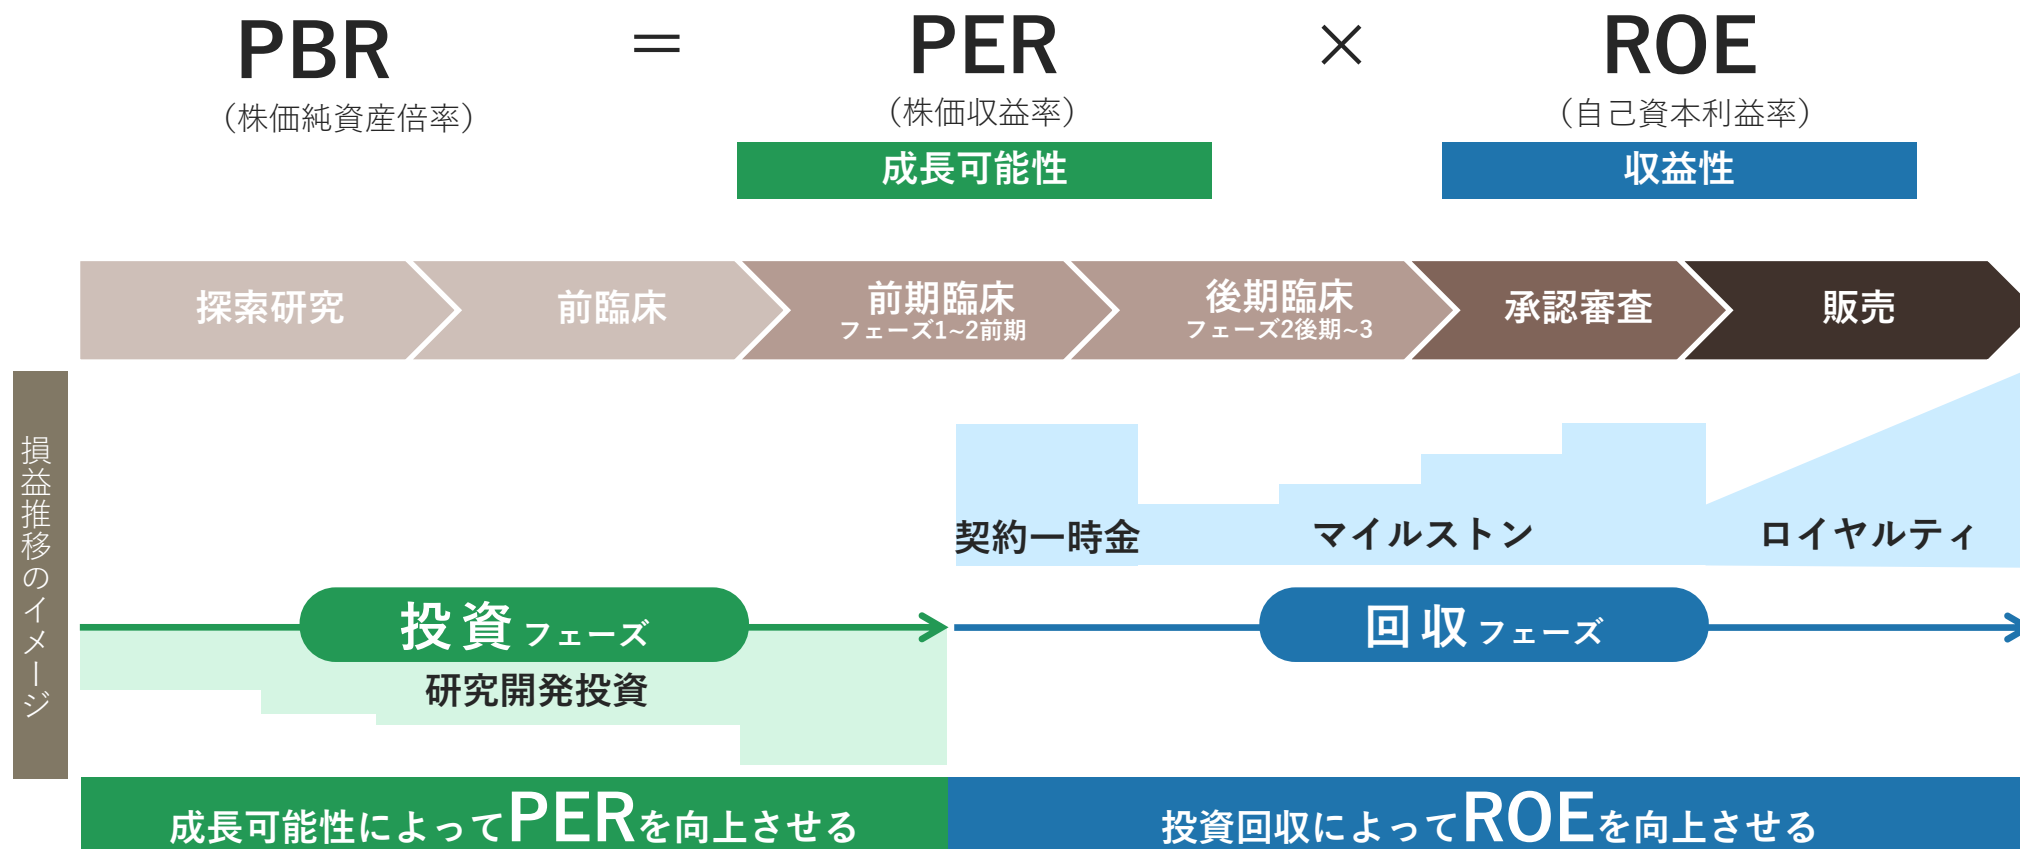 PBR = PER × ROE
（株価純資産倍率） （株価収益率） （自己資本利益率）
成長可能性 収益性
探索研究 前臨床 前期臨床 後期臨床 承認審査 販売
フェーズ1~2前期 フェーズ2後期~3
損益推移のイメージ
契約一時金 マイルストン ロイヤルティ
投資フェーズ 回収フェーズ
研究開発投資
成長可能性によってPERを向上させる 投資回収によってROEを向上させる